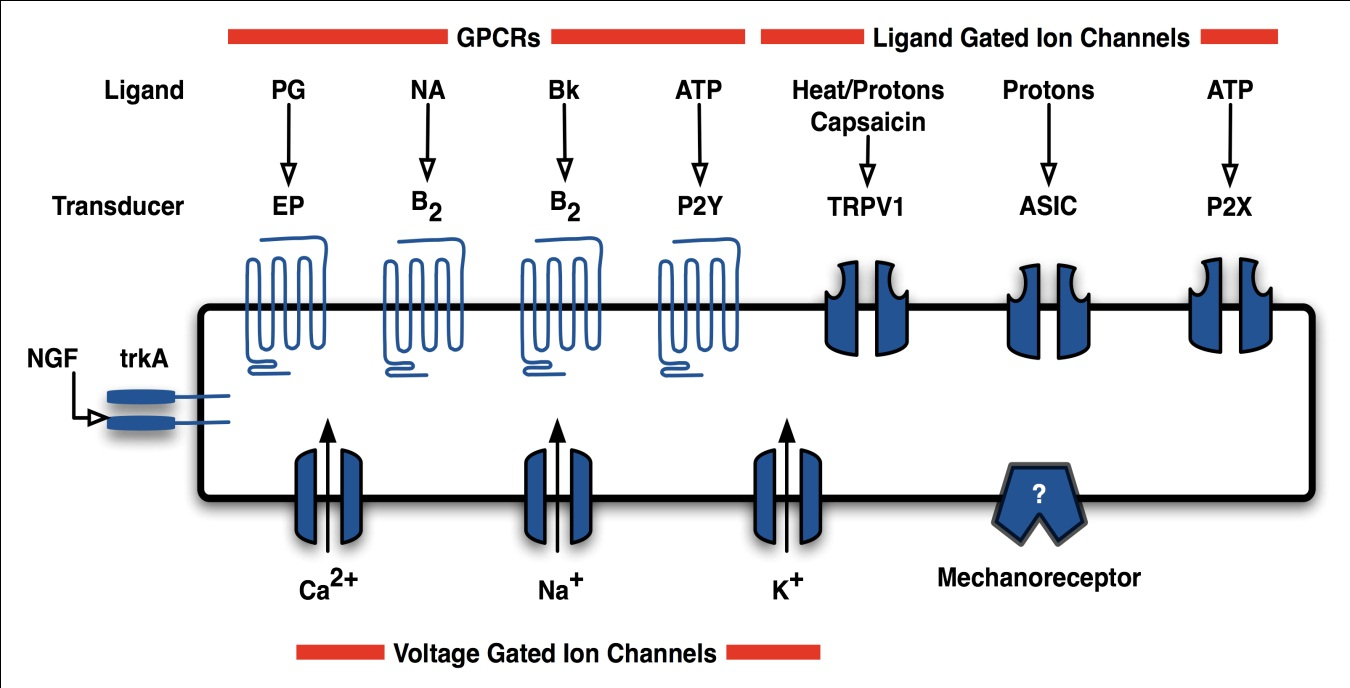 GPCRs Ligand Gated Ion Channels
Ligand PG NA Bk ATP Heat/Protons Protons ATP
Capsaicin
Transducer EP B2 B2 P2Y TRPV1 ASIC P2X
NGF trkA
?
Ca2+ Na+ K+ Mechanoreceptor
Voltage Gated Ion Channels